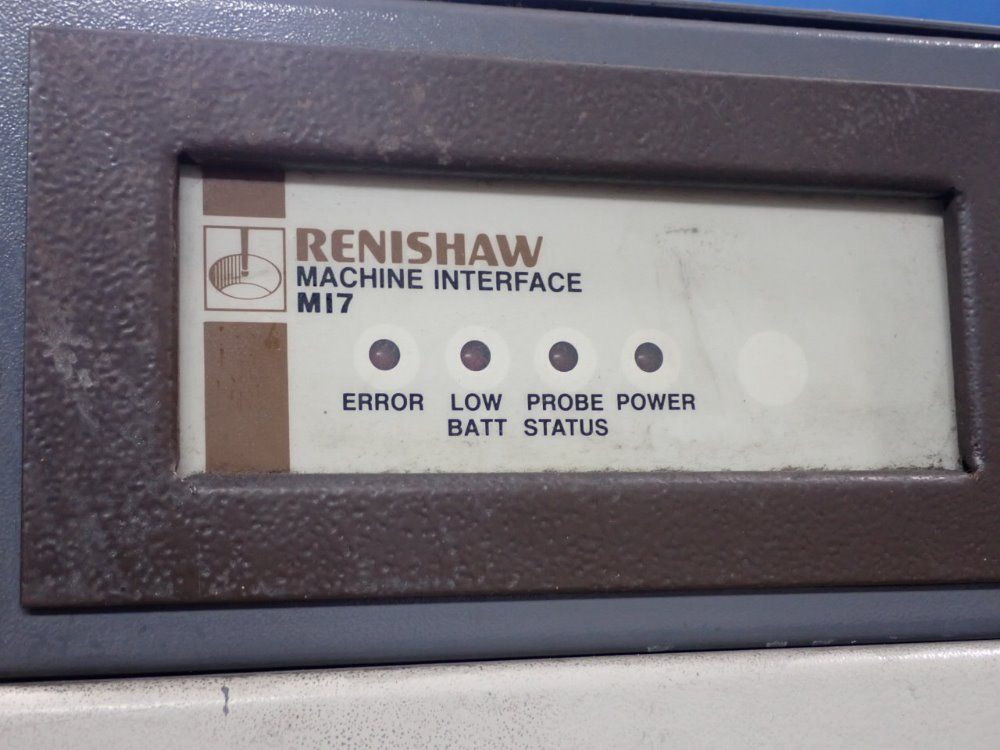 RENISHAW
MACHINE INTERFACE
MI7
ERROR LOW PROBE POWER
BATT STATUS